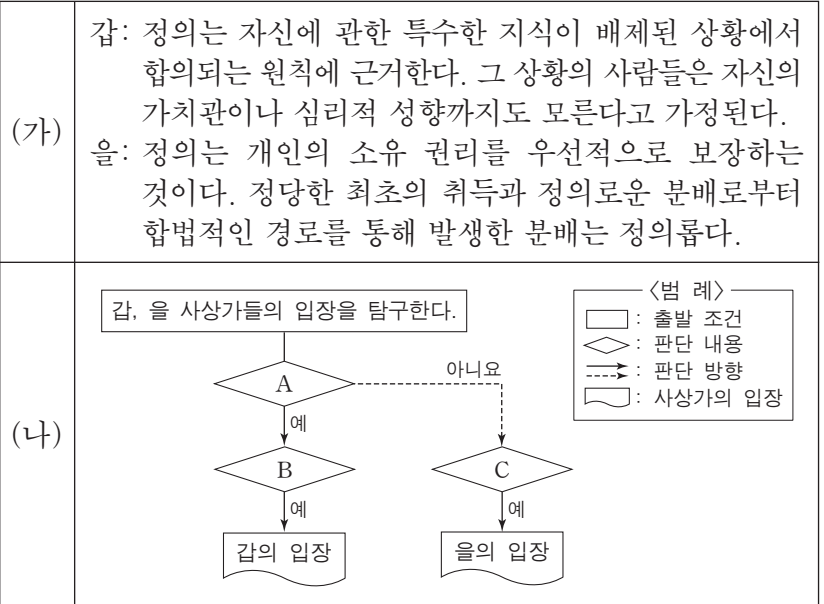 (가)
갑: 정의는 자신에 관한 특수한 지식이 배제된 상황에서
합의되는 원칙에 근거한다. 그 상황의 사람들은 자신의
가치관이나 심리적 성향까지도 모른다고 가정된다.
을: 정의는 개인의 소유 권리를 우선적으로 보장하는
것이다. 정당한 최초의 취득과 정의로운 분배로부터
합법적인 경로를 통해 발생한 분배는 정의롭다.
(나)
갑, 을 사상가들의 입장을 탐구한다.
〈범 례〉
: 출발 조건
: 판단 내용
: 판단 방향
: 사상가의 입장
A
아니요
예
B
C
예
예
갑의 입장
을의 입장